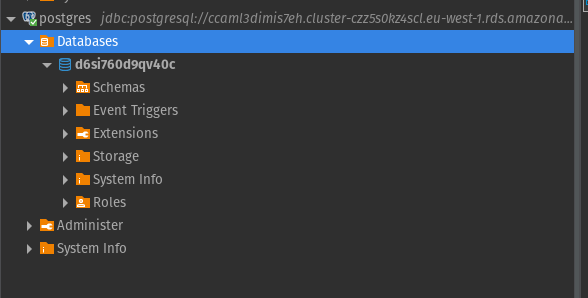 postgres jdbc:postgresql://ccaml3dimis7eh.cluster-czz5s0kz4scl.eu-west-1.rds.amazona...
Databases
d6si760d9qv40c
Schemas
Event Triggers
Extensions
Storage
System Info
Roles
Administer
System Info